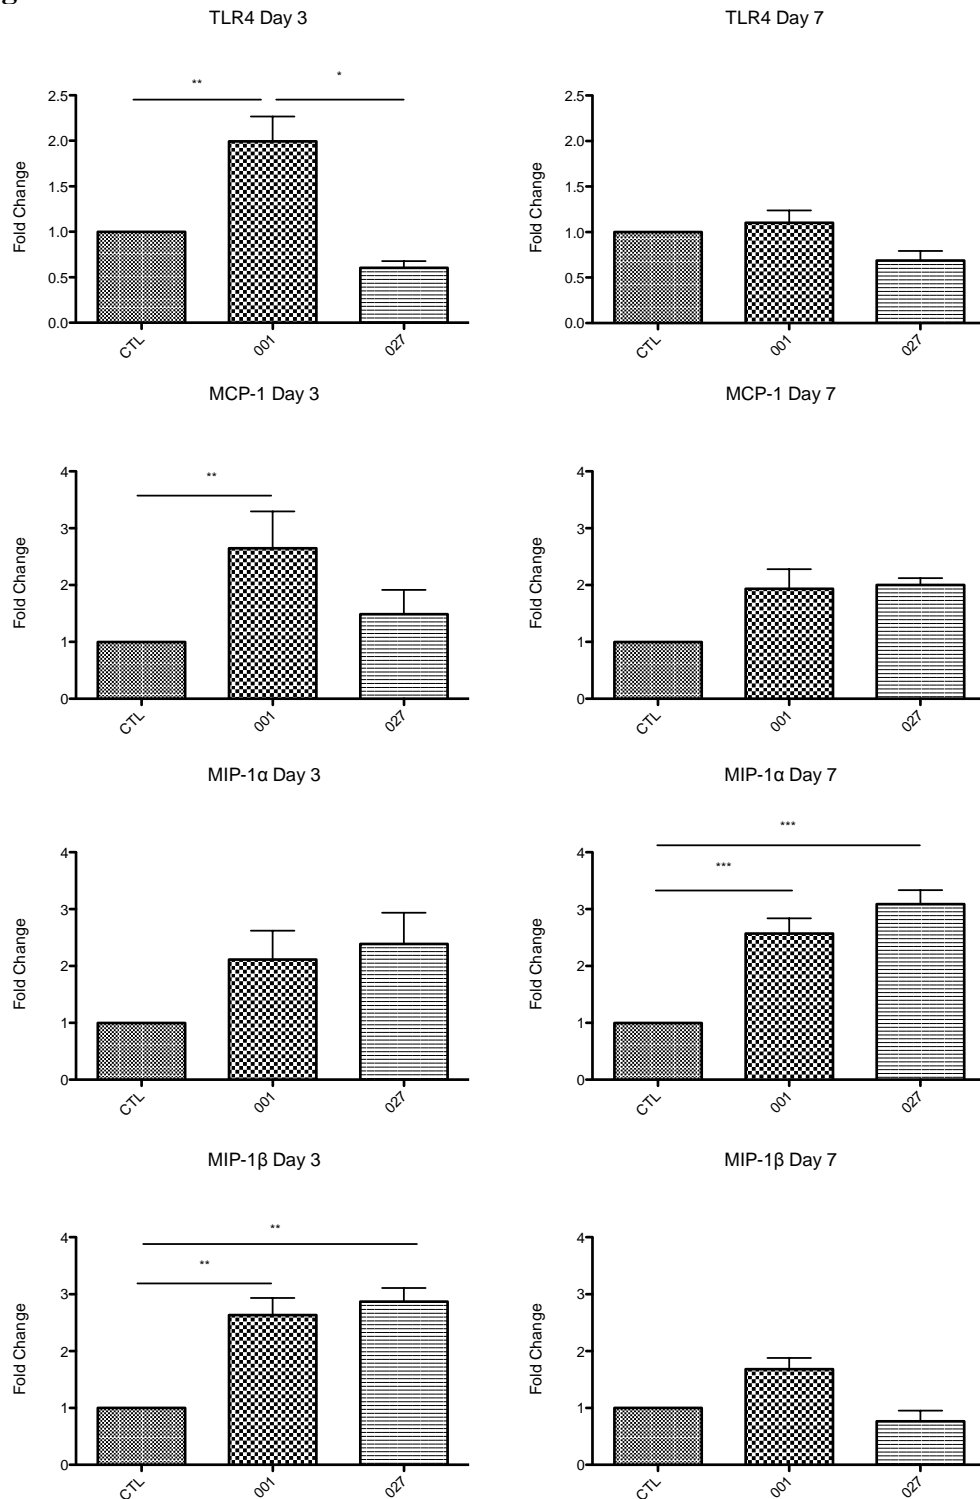 TLR4 Day 3
** *
2.5
2.0
1.5
1.0
0.5
0.0
Fold Change
CTL 001 027
TLR4 Day 7
2.5
2.0
1.5
1.0
0.5
0.0
Fold Change
CTL 001 027
MCP-1 Day 3
**
4
3
2
1
0
Fold Change
CTL 001 027
MCP-1 Day 7
4
3
2
1
0
Fold Change
CTL 001 027
MIP-1α Day 3
4
3
2
1
0
Fold Change
CTL 001 027
MIP-1α Day 7
***
***
4
3
2
1
0
Fold Change
CTL 001 027
MIP-1β Day 3
**
**
4
3
2
1
0
Fold Change
CTL 001 027
MIP-1β Day 7
4
3
2
1
0
Fold Change
CTL 001 027